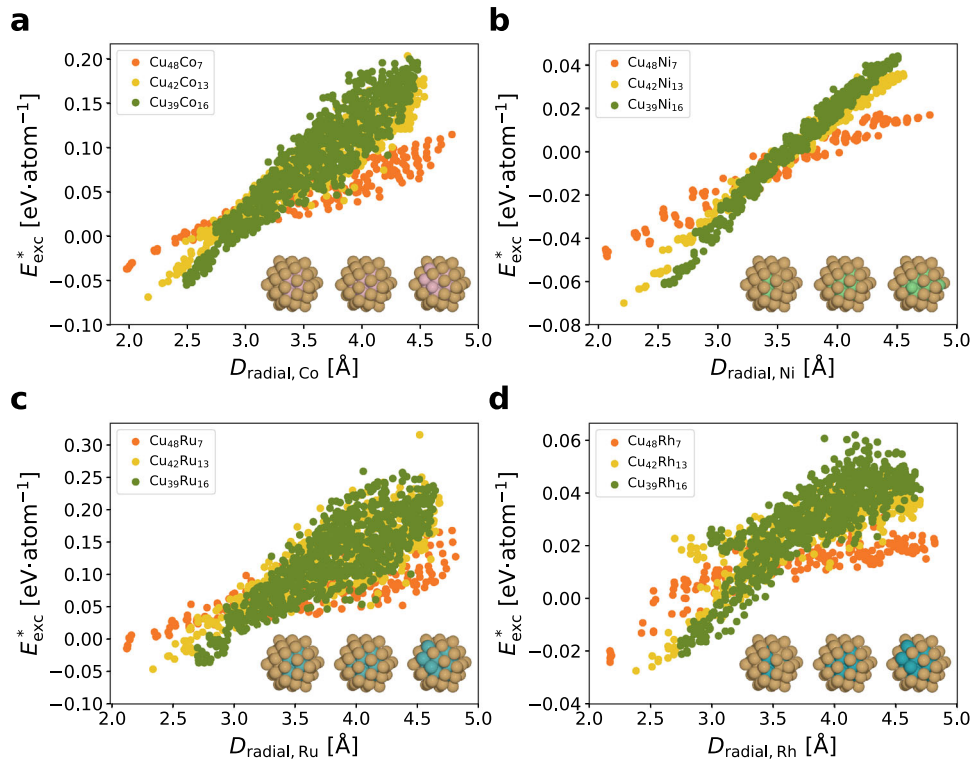 a
0.20
0.15
0.10
0.05
0.00
−0.05
−0.10
E*exc [eV·atom−1]
Cu48Co7
Cu42Co13
Cu39Co16
2.0 2.5 3.0 3.5 4.0 4.5 5.0
Dradial, Co [Å]
b
0.04
0.02
0.00
−0.02
−0.04
−0.06
−0.08
E*exc [eV·atom−1]
Cu48Ni7
Cu42Ni13
Cu39Ni16
2.0 2.5 3.0 3.5 4.0 4.5 5.0
Dradial, Ni [Å]
c
0.30
0.25
0.20
0.15
0.10
0.05
0.00
−0.05
−0.10
E*exc [eV·atom−1]
Cu48Ru7
Cu42Ru13
Cu39Ru16
2.0 2.5 3.0 3.5 4.0 4.5 5.0
Dradial, Ru [Å]
d
0.06
0.04
0.02
0.00
−0.02
−0.04
E*exc [eV·atom−1]
Cu48Rh7
Cu42Rh13
Cu39Rh16
2.0 2.5 3.0 3.5 4.0 4.5 5.0
Dradial, Rh [Å]